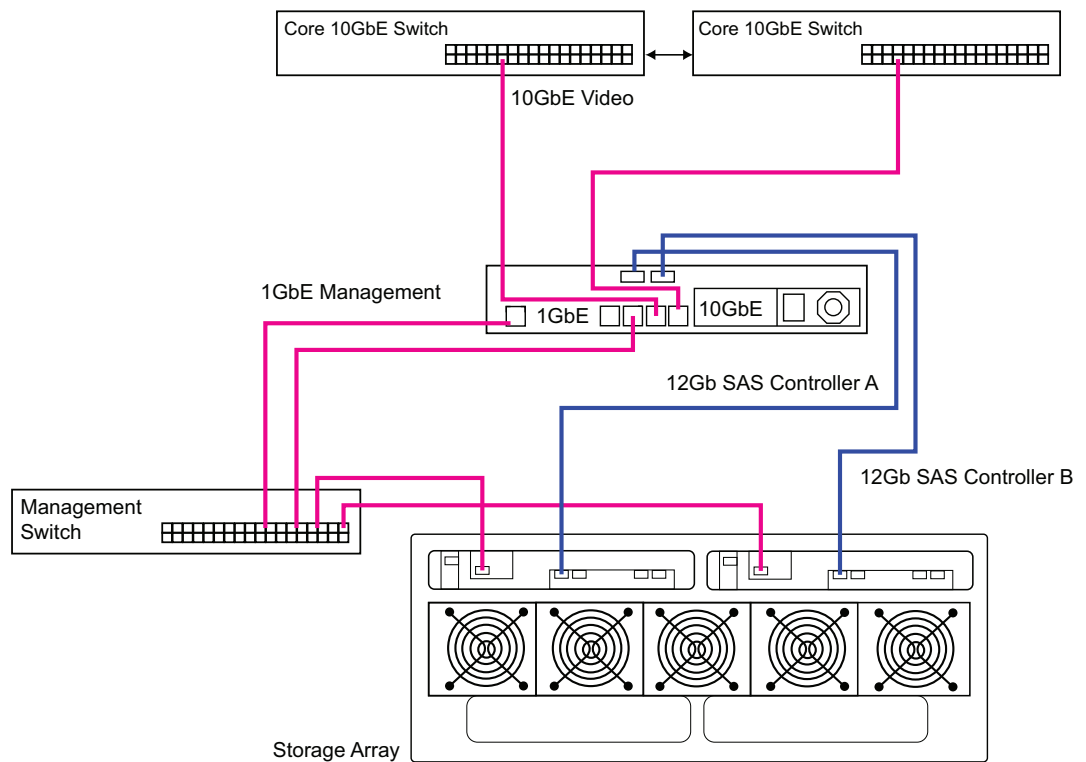 Core 10GbE Switch
Core 10GbE Switch
10GbE Video
1GbE Management
1GbE
10GbE
12Gb SAS Controller A
12Gb SAS Controller B
Management
Switch
Storage Array